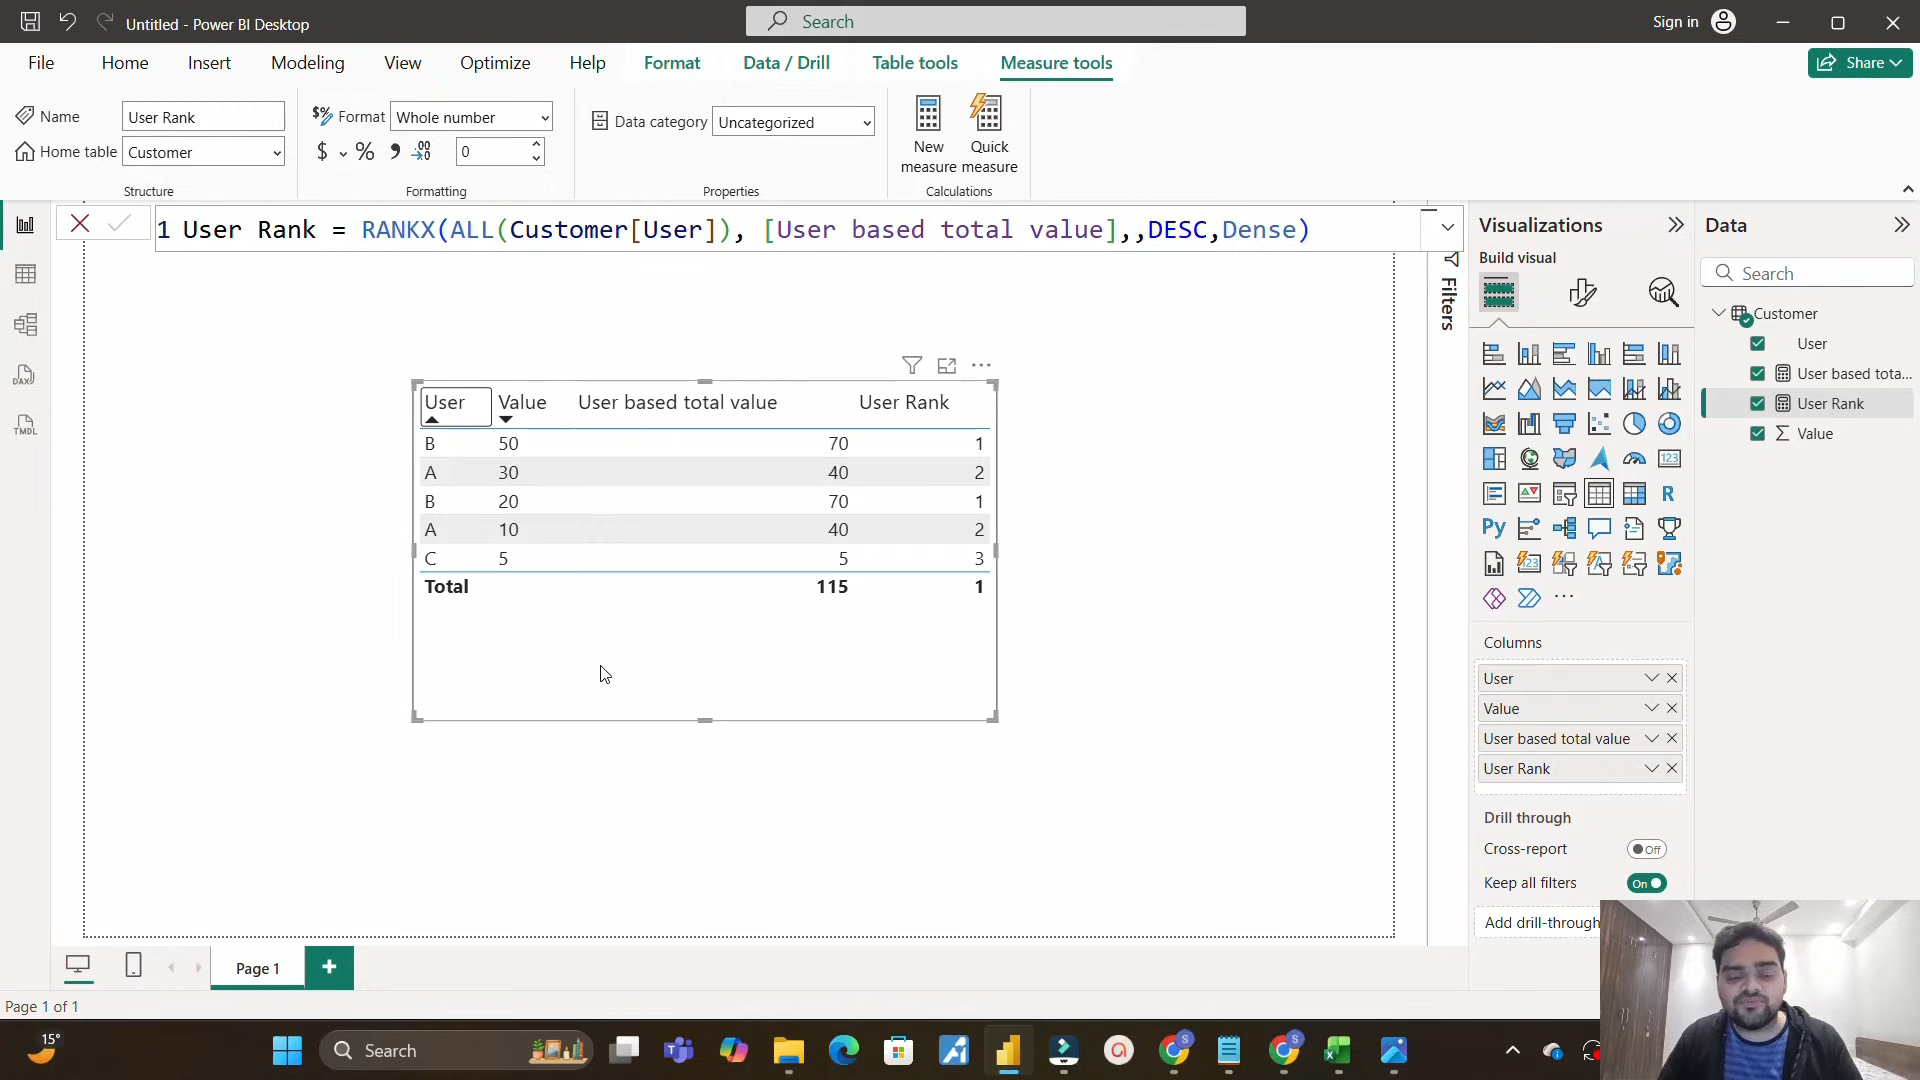 Untitled - Power BI Desktop
Search
Sign in
File
Home
Insert
Modeling
View
Optimize
Help
Format
Data / Drill
Table tools
Measure tools
Share
Name
User Rank
Home table
Customer
Structure
Format
Whole number
$
%
0
Formatting
Data category
Uncategorized
Properties
New measure
Quick measure
Calculations
1 User Rank = RANKX(ALL(Customer[User]), [User based total value],,DESC,Dense)
User Value User based total value User Rank
B 50 70 1
A 30 40 2
B 20 70 1
A 10 40 2
C 5 5 3
Total 115 1
Filters
Visualizations
Build visual
Columns
User
Value
User based total value
User Rank
Drill through
Cross-report
Off
Keep all filters
On
Add drill-through
Data
Search
Customer
User
User based tota...
User Rank
Value
DAX
TMDL
Page 1
Page 1 of 1
15°
Search